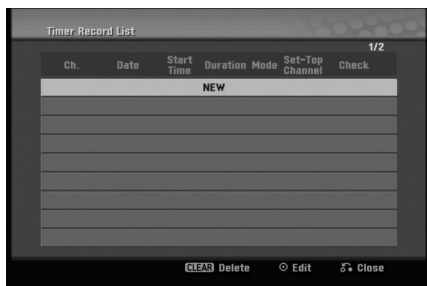 Timer Record List
1/2
Ch. Date Start Time Duration Mode Set-Top Channel Check
NEW
CLEAR Delete ⊙ Edit Close